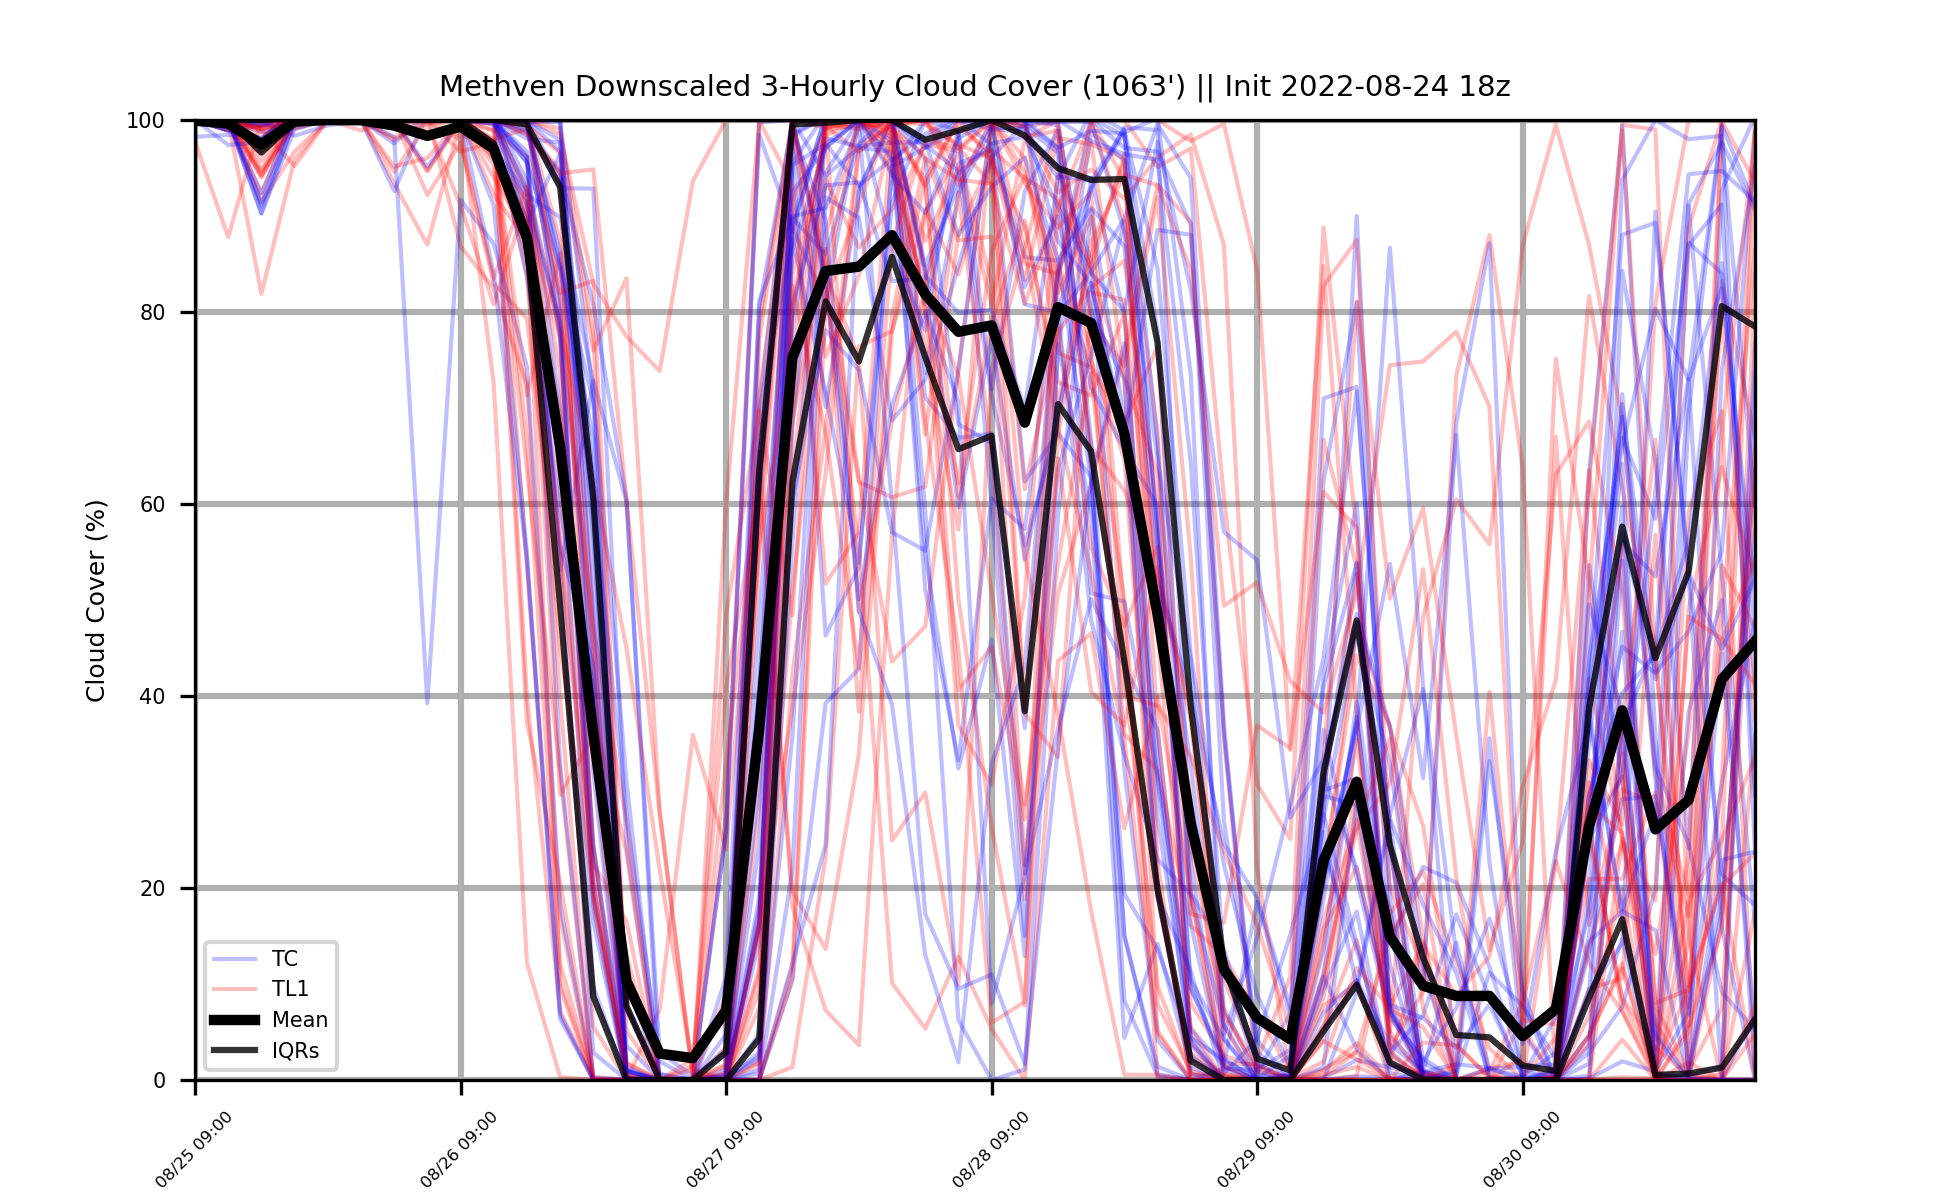 Methven Downscaled 3-Hourly Cloud Cover (1063') || Init 2022-08-24 18z
Cloud Cover (%)
100
80
60
40
20
0
TC
TL1
Mean
IQRs
08/25 09:00
08/26 09:00
08/27 09:00
08/28 09:00
08/29 09:00
08/30 09:00